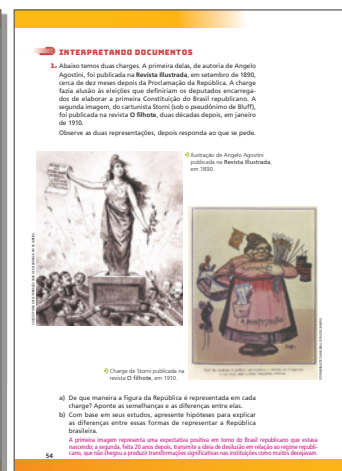 INTERPRETANDO DOCUMENTOS
1. Abaixo temos duas charges. A primeira delas, de autoria de Angelo
Agostini, foi publicada na Revista Illustrada, em setembro de 1890,
cerca de dez meses depois da Proclamação da República. A charge
fazia alusão às eleições que definiriam os deputados encarrega-
dos de elaborar a primeira Constituição do Brasil republicano. A
segunda imagem, do cartunista Storni (sob o pseudônimo de Bluff),
foi publicada na revista O filhote, duas décadas depois, em janeiro
de 1910.
Observe as duas representações, depois responda ao que se pede.
Ilustração de Angelo Agostini
publicada na Revista Illustrada,
em 1890.
Charge de Storni publicada na
revista O filhote, em 1910.
a) De que maneira a figura da República é representada em cada
charge? Aponte as semelhanças e as diferenças entre elas.
b) Com base em seus estudos, apresente hipóteses para explicar
as diferenças entre essas formas de representar a República
brasileira.
A primeira imagem representa uma expectativa positiva em torno do Brasil republicano que estava
nascendo; a segunda, feita 20 anos depois, transmite a ideia de desilusão em relação ao regime republi-
cano, que não chegou a produzir transformações significativas nas instituições como muitos desejavam.
54